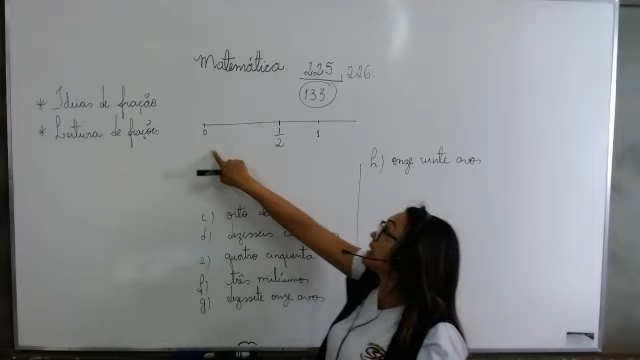 Matemática 225, 226.
133
* Ideias de fração
* Leitura de frações
0 1/2 1
c) oito
d) dezesseis
e) quatro cinquenta
f) três milésimos
g) dezessete onze avos
h) onze vinte avos